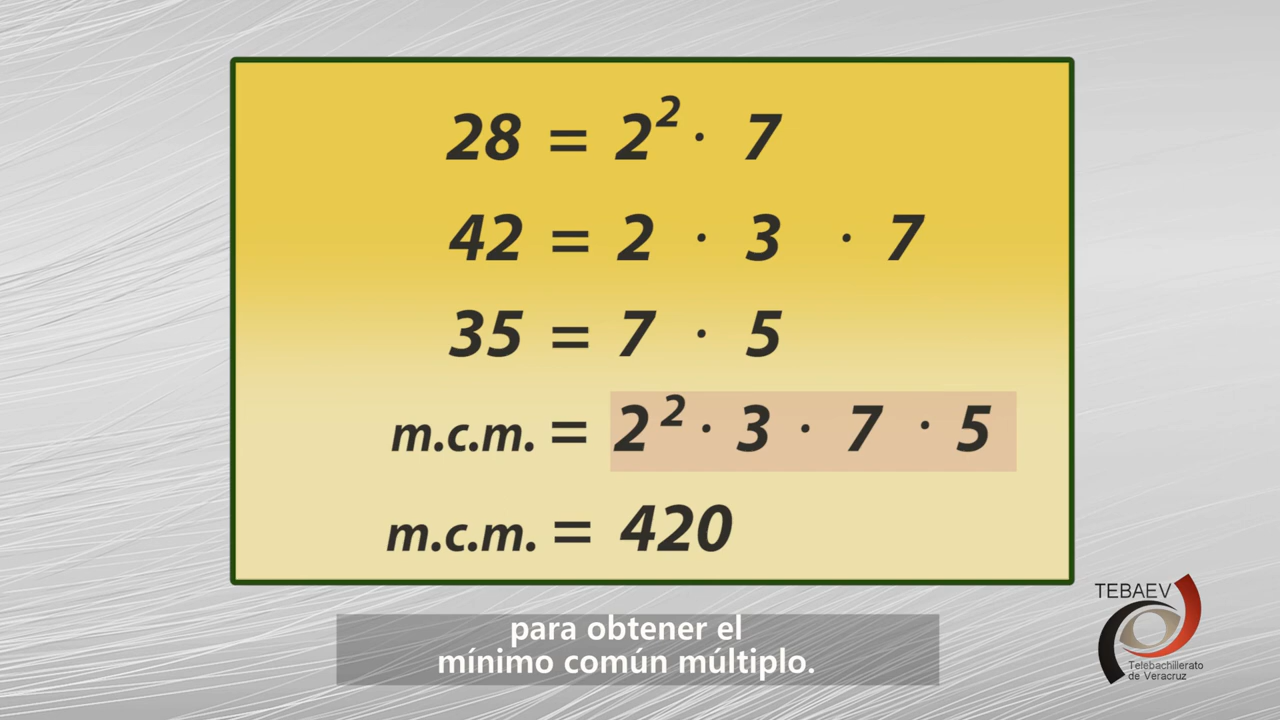 28 = 2² · 7
42 = 2 · 3 · 7
35 = 7 · 5
m.c.m. = 2² · 3 · 7 · 5
m.c.m. = 420
TEBAEV
Telebachillerato
de Veracruz
para obtener el
mínimo común múltiplo.